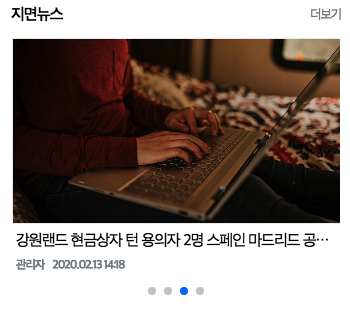 지면뉴스
더보기
강원랜드 현금상자 턴 용의자 2명 스페인 마드리드 공…
관리자 2020.02.13 14:18